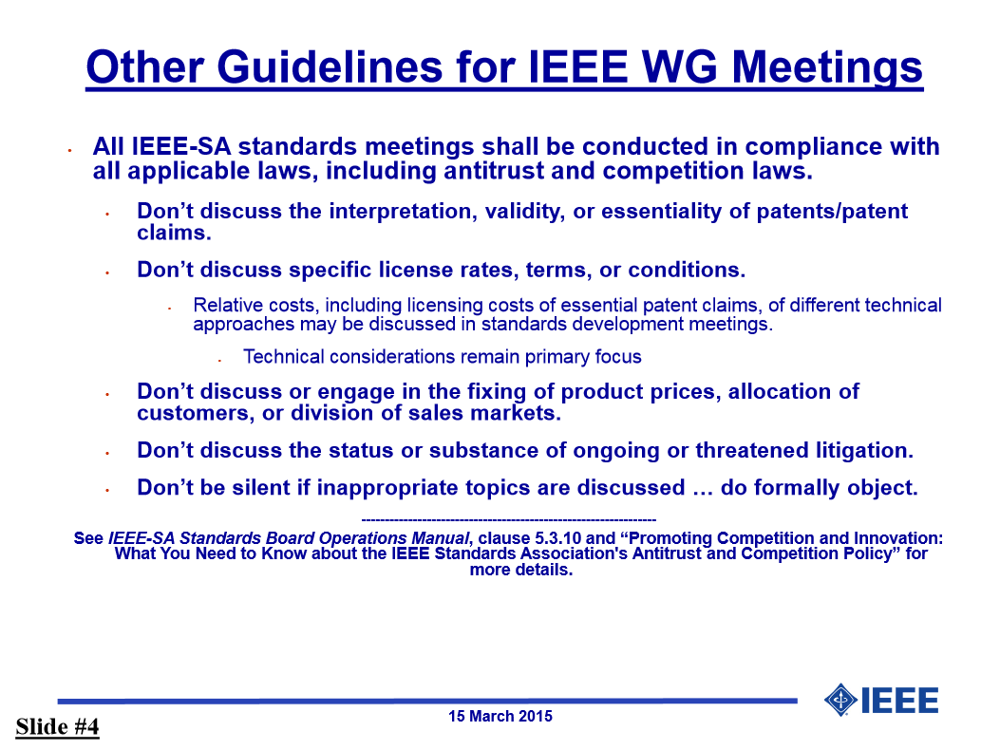 Other Guidelines for IEEE WG Meetings
• All IEEE-SA standards meetings shall be conducted in compliance with
all applicable laws, including antitrust and competition laws.
• Don’t discuss the interpretation, validity, or essentiality of patents/patent
claims.
• Don’t discuss specific license rates, terms, or conditions.
• Relative costs, including licensing costs of essential patent claims, of different technical
approaches may be discussed in standards development meetings.
• Technical considerations remain primary focus
• Don’t discuss or engage in the fixing of product prices, allocation of
customers, or division of sales markets.
• Don’t discuss the status or substance of ongoing or threatened litigation.
• Don’t be silent if inappropriate topics are discussed … do formally object.
---------------------------------------------------------------
See IEEE-SA Standards Board Operations Manual, clause 5.3.10 and “Promoting Competition and Innovation:
What You Need to Know about the IEEE Standards Association's Antitrust and Competition Policy” for
more details.
IEEE
15 March 2015
Slide #4